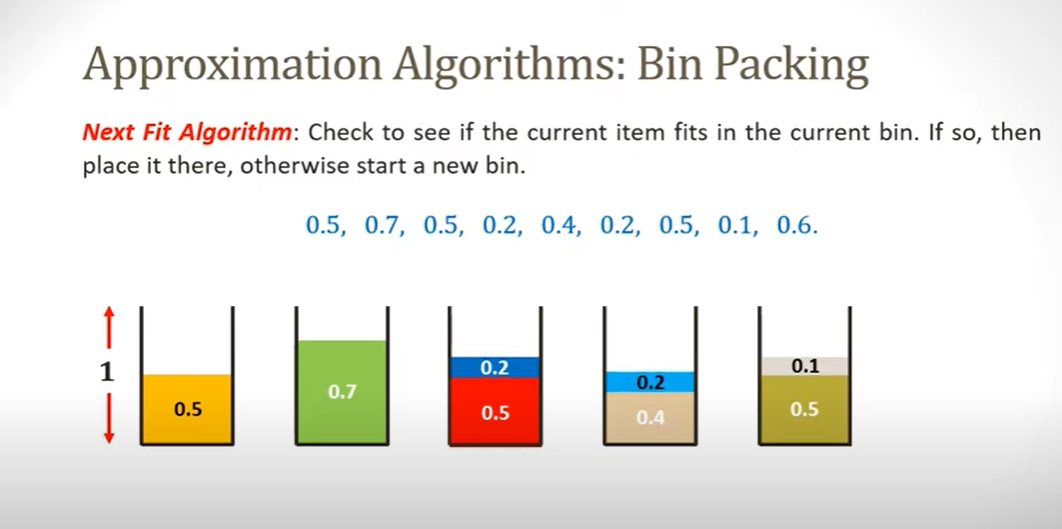 Approximation Algorithms: Bin Packing
Next Fit Algorithm: Check to see if the current item fits in the current bin. If so, then
place it there, otherwise start a new bin.
0.5, 0.7, 0.5, 0.2, 0.4, 0.2, 0.5, 0.1, 0.6.
1
0.5
0.7
0.2
0.5
0.2
0.4
0.1
0.5